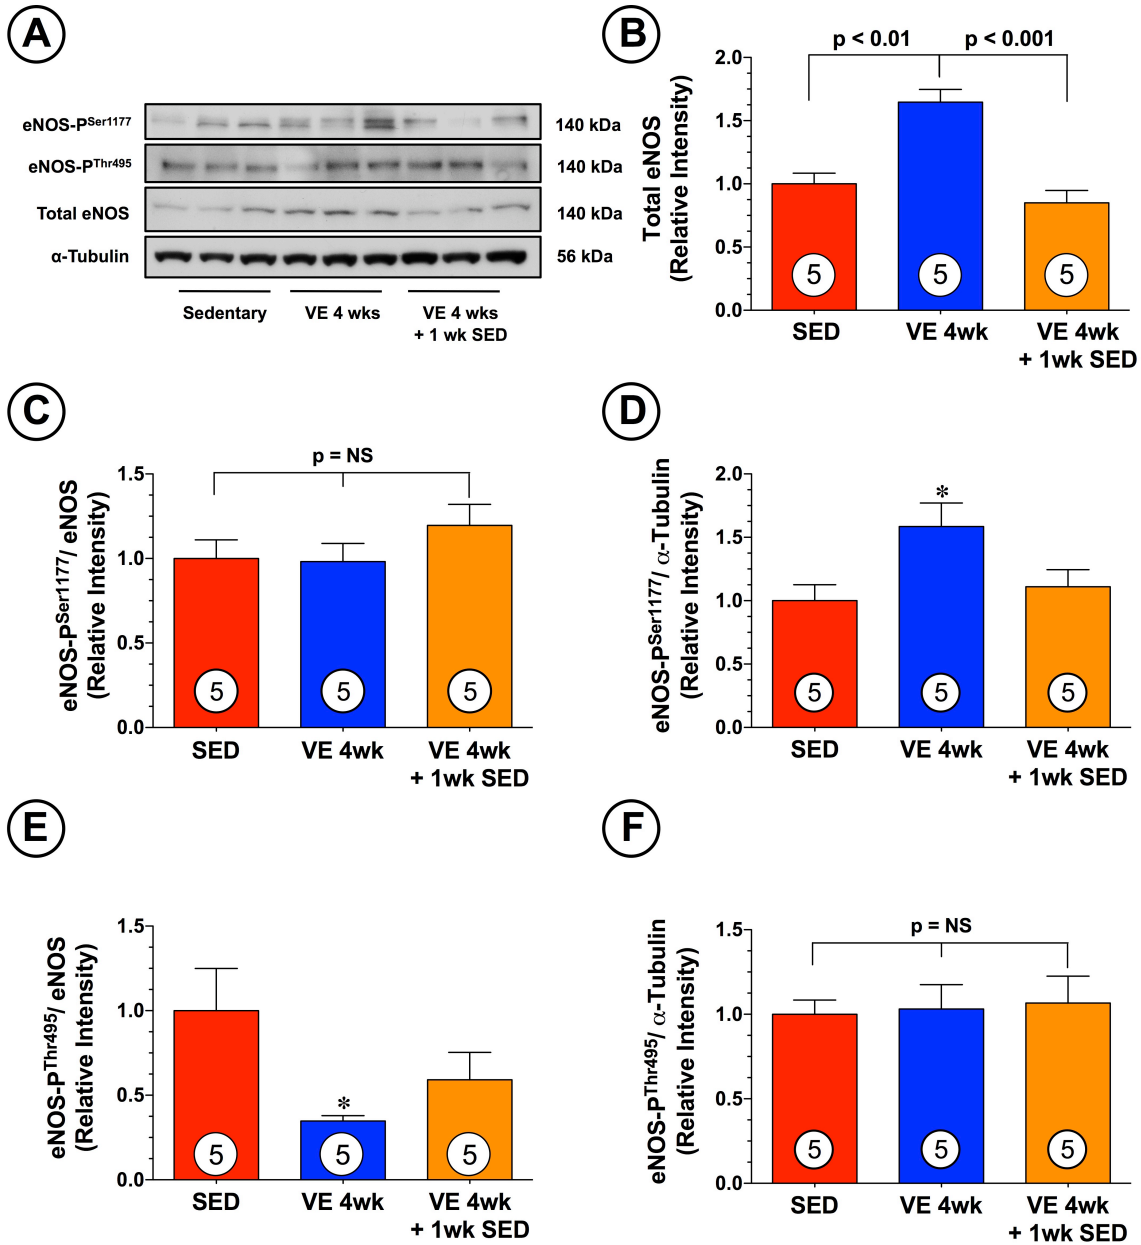 A
eNOS-PSer1177 140 kDa
eNOS-PThr495 140 kDa
Total eNOS 140 kDa
α-Tubulin 56 kDa
Sedentary VE 4 wks VE 4 wks
+ 1 wk SED
B
p < 0.01 p < 0.001
Total eNOS
(Relative Intensity)
2.0
1.5
1.0
0.5
0.0
5 5 5
SED VE 4wk VE 4wk
+ 1wk SED
C
p = NS
eNOS-PSer1177/ eNOS
(Relative Intensity)
1.5
1.0
0.5
0.0
5 5 5
SED VE 4wk VE 4wk
+ 1wk SED
D
eNOS-PSer1177/ α-Tubulin
(Relative Intensity)
2.0
1.5
1.0
0.5
0.0
*
5 5 5
SED VE 4wk VE 4wk
+ 1wk SED
E
eNOS-PThr495/ eNOS
(Relative Intensity)
1.5
1.0
0.5
0.0
*
5 5 5
SED VE 4wk VE 4wk
+ 1wk SED
F
p = NS
eNOS-PThr495/ α-Tubulin
(Relative Intensity)
1.5
1.0
0.5
0.0
5 5 5
SED VE 4wk VE 4wk
+ 1wk SED